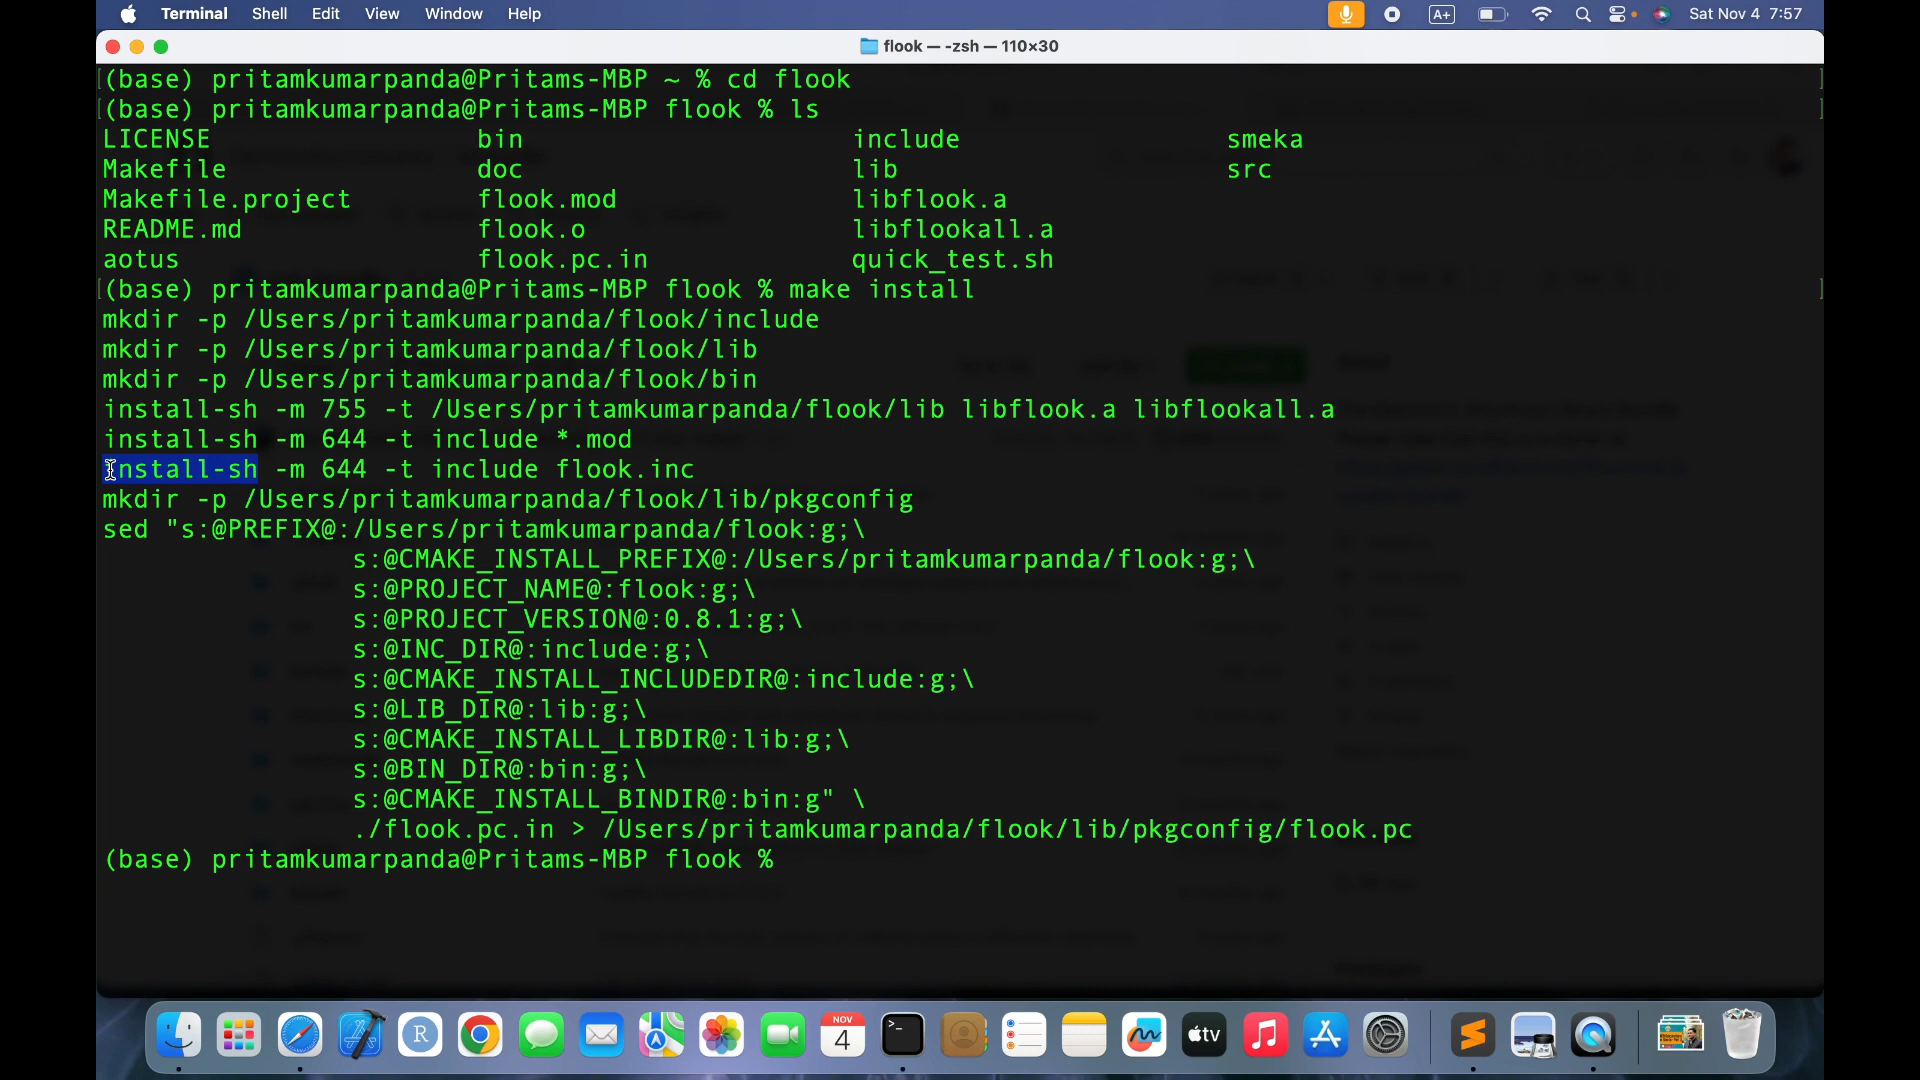 Terminal Shell Edit View Window Help A+ Sat Nov 4 7:57
flook — -zsh — 110×30
(base) pritamkumarpanda@Pritams-MBP ~ % cd flook
(base) pritamkumarpanda@Pritams-MBP flook % ls
LICENSE bin include smeka
Makefile doc lib src
Makefile.project flook.mod libflook.a
README.md flook.o libflookall.a
aotus flook.pc.in quick_test.sh
(base) pritamkumarpanda@Pritams-MBP flook % make install
mkdir -p /Users/pritamkumarpanda/flook/include
mkdir -p /Users/pritamkumarpanda/flook/lib
mkdir -p /Users/pritamkumarpanda/flook/bin
install-sh -m 755 -t /Users/pritamkumarpanda/flook/lib libflook.a libflookall.a
install-sh -m 644 -t include *.mod
install-sh -m 644 -t include flook.inc
mkdir -p /Users/pritamkumarpanda/flook/lib/pkgconfig
sed "s:@PREFIX@:/Users/pritamkumarpanda/flook:g;\
s:@CMAKE_INSTALL_PREFIX@:/Users/pritamkumarpanda/flook:g;\
s:@PROJECT_NAME@:flook:g;\
s:@PROJECT_VERSION@:0.8.1:g;\
s:@INC_DIR@:include:g;\
s:@CMAKE_INSTALL_INCLUDEDIR@:include:g;\
s:@LIB_DIR@:lib:g;\
s:@CMAKE_INSTALL_LIBDIR@:lib:g;\
s:@BIN_DIR@:bin:g;\
s:@CMAKE_INSTALL_BINDIR@:bin:g" \
./flook.pc.in > /Users/pritamkumarpanda/flook/lib/pkgconfig/flook.pc
(base) pritamkumarpanda@Pritams-MBP flook %
R NOV 4 >_ tv